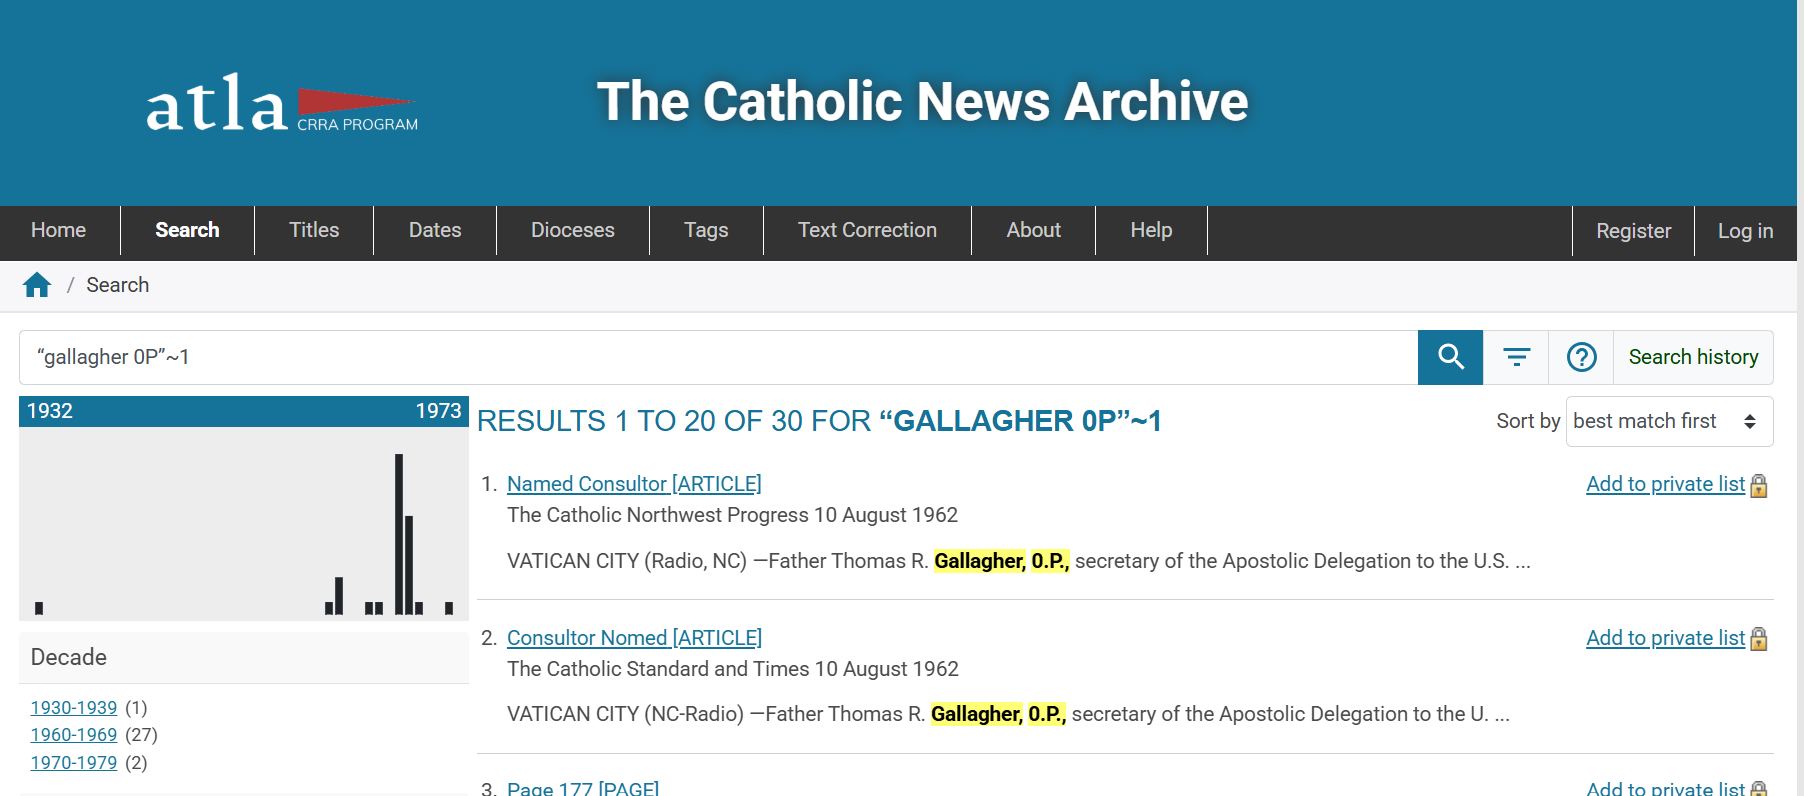 atla
CRRA PROGRAM
The Catholic News Archive
Home Search Titles Dates Dioceses Tags Text Correction About Help Register Log in
/ Search
“gallagher 0P”~1
? Search history
1932 1973
RESULTS 1 TO 20 OF 30 FOR “GALLAGHER 0P”~1
Sort by best match first
1. Named Consultor [ARTICLE] Add to private list
The Catholic Northwest Progress 10 August 1962
VATICAN CITY (Radio, NC) —Father Thomas R. Gallagher, 0.P., secretary of the Apostolic Delegation to the U.S. ...
2. Consultor Nomed [ARTICLE] Add to private list
The Catholic Standard and Times 10 August 1962
VATICAN CITY (NC-Radio) —Father Thomas R. Gallagher, 0.P., secretary of the Apostolic Delegation to the U. ...
3. Page 177 [PAGE] Add to private list
Decade
1930-1939 (1)
1960-1969 (27)
1970-1979 (2)